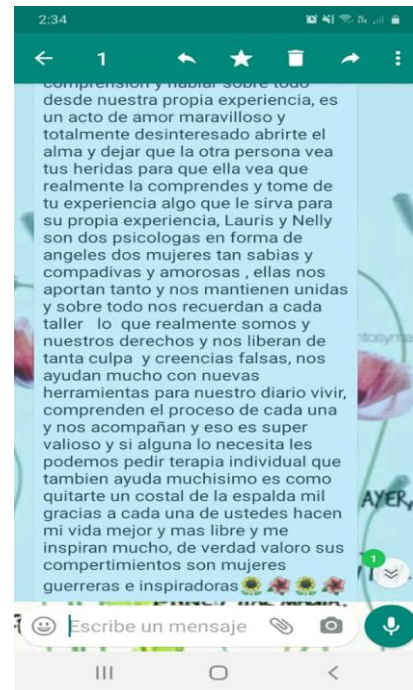 2:34
1
comprensión y hablar sobre todo
desde nuestra propia experiencia, es
un acto de amor maravilloso y
totalmente desinteresado abrirte el
alma y dejar que la otra persona vea
tus heridas para que ella vea que
realmente la comprendes y tome de
tu experiencia algo que le sirva para
su propia experiencia, Lauris y Nelly
son dos psicologas en forma de
angeles dos mujeres tan sabias y
compadivas y amorosas , ellas nos
aportan tanto y nos mantienen unidas
y sobre todo nos recuerdan a cada
taller lo que realmente somos y
nuestros derechos y nos liberan de
tanta culpa y creencias falsas, nos
ayudan mucho con nuevas
herramientas para nuestro diario vivir,
comprenden el proceso de cada una
y nos acompañan y eso es super
valioso y si alguna lo necesita les
podemos pedir terapia individual que
tambien ayuda muchisimo es como
quitarte un costal de la espalda mil
gracias a cada una de ustedes hacen
mi vida mejor y mas libre y me
inspiran mucho, de verdad valoro sus
compertimientos son mujeres
guerreras e inspiradoras🌻🌺🌻🌺
AYER,
1
Escribe un mensaje